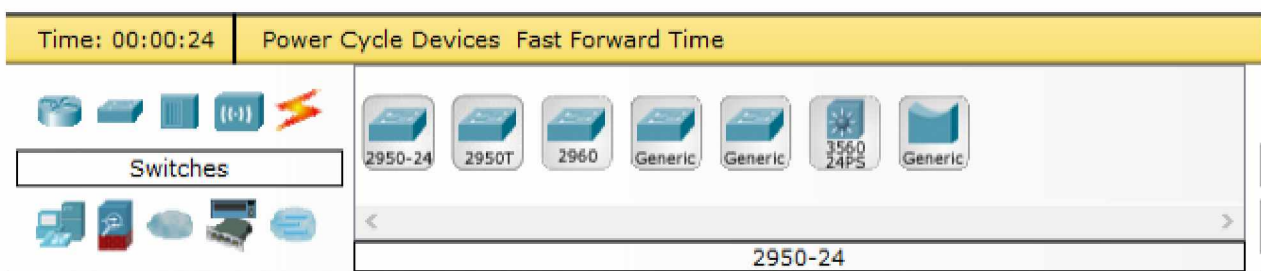 Time: 00:00:24 Power Cycle Devices Fast Forward Time
2950-24 2950T 2960 Generic Generic 3560 24PS Generic
Switches
2950-24